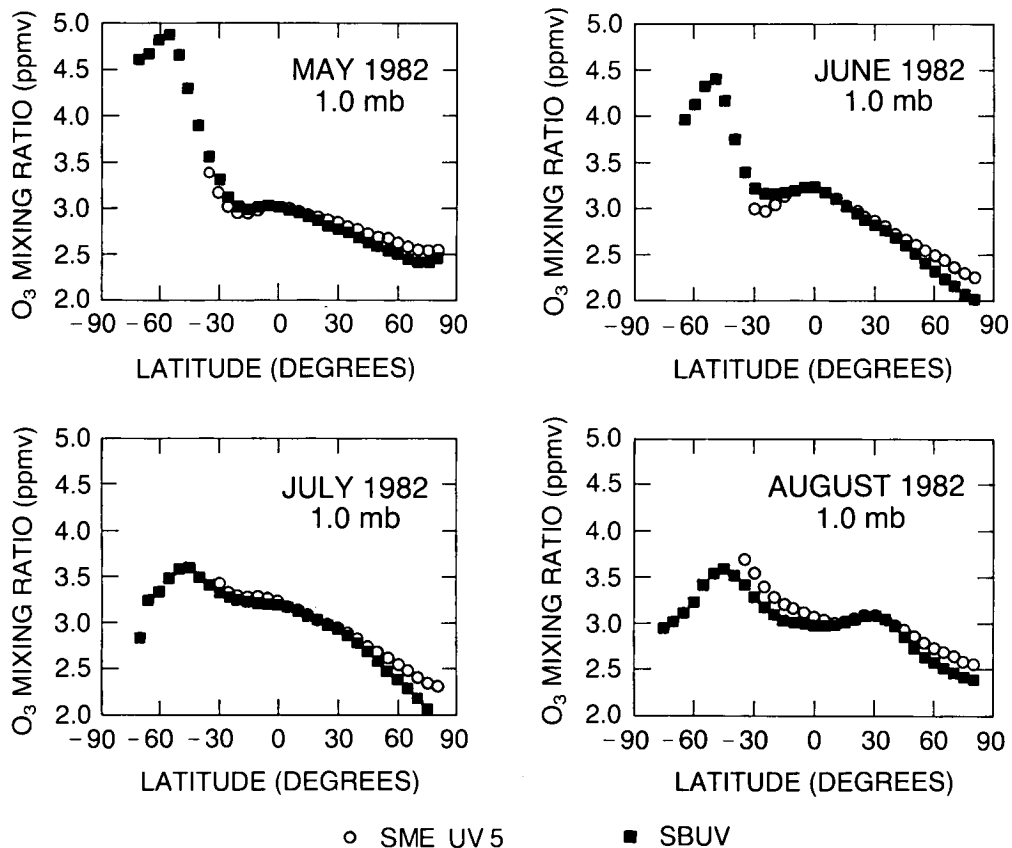 O₃ MIXING RATIO (ppmv)
5.0
4.5
4.0
3.5
3.0
2.5
2.0
MAY 1982
1.0 mb
−90 −60 −30 0 30 60 90
LATITUDE (DEGREES)
O₃ MIXING RATIO (ppmv)
5.0
4.5
4.0
3.5
3.0
2.5
2.0
JUNE 1982
1.0 mb
−90 −60 −30 0 30 60 90
LATITUDE (DEGREES)
O₃ MIXING RATIO (ppmv)
5.0
4.5
4.0
3.5
3.0
2.5
2.0
JULY 1982
1.0 mb
−90 −60 −30 0 30 60 90
LATITUDE (DEGREES)
O₃ MIXING RATIO (ppmv)
5.0
4.5
4.0
3.5
3.0
2.5
2.0
AUGUST 1982
1.0 mb
−90 −60 −30 0 30 60 90
LATITUDE (DEGREES)
SME UV 5
SBUV